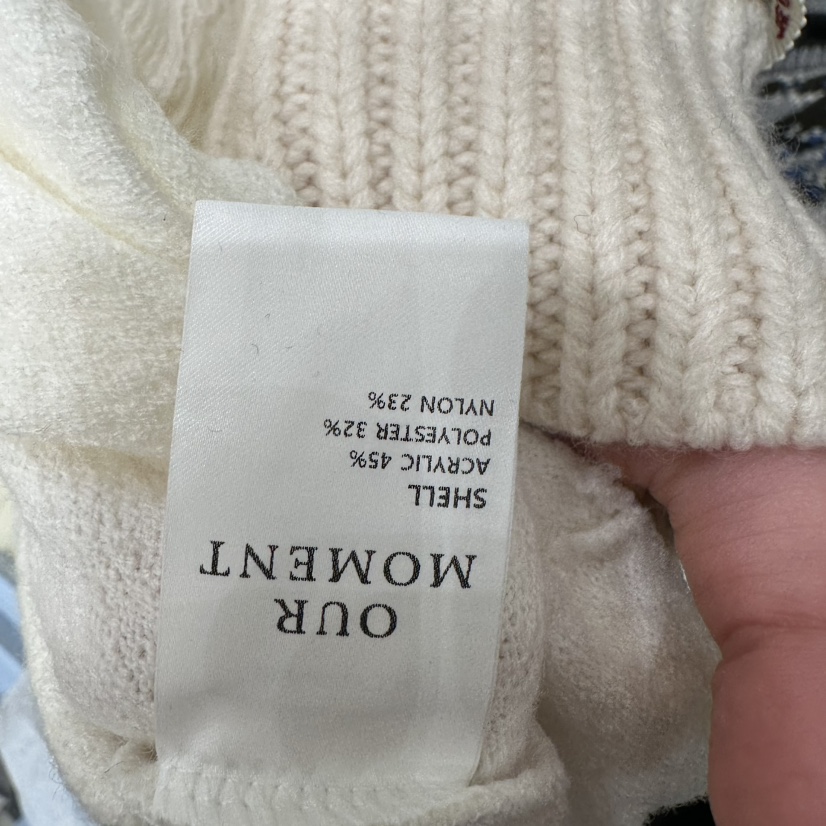 OUR
MOMENT
SHELL
ACRYLIC 45%
POLYESTER 32%
NYLON 23%